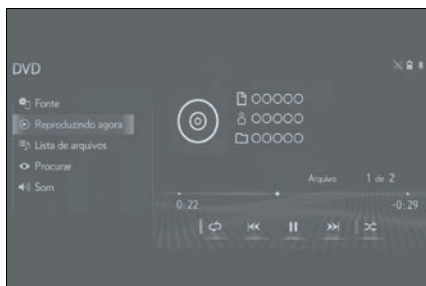 DVD
Fonte
Reproduzindo agora
Lista de arquivos
Procurar
Som
OOOOO
OOOOO
OOOOO
Arquivo 1 de 2
0:22 -0:29